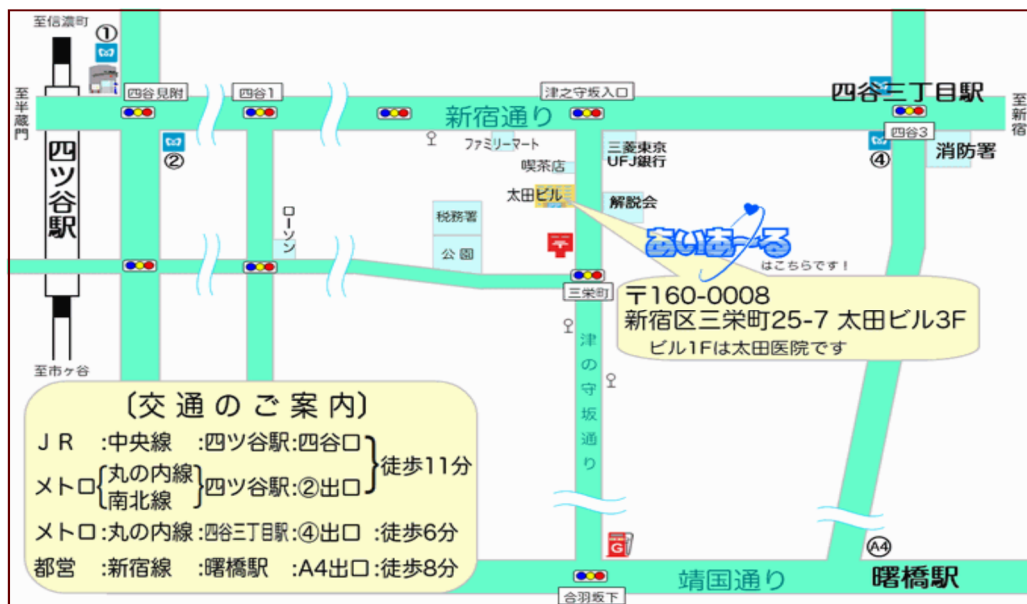 至信濃町
①
四谷見附
四谷1
津之守坂入口
四谷三丁目駅
至半蔵門
新宿通り
四谷3
至新宿
②
ファミリーマート
三菱東京
UFJ銀行
④
消防署
四ツ谷駅
喫茶店
太田ビル
解説会
ローソン
税務署
公園
〒
あいあ〜る
はこちらです!
三栄町
〒160-0008
新宿区三栄町25-7 太田ビル3F
ビル1Fは太田医院です
至市ヶ谷
津の守坂通り
〔交通のご案内〕
JR :中央線 :四ツ谷駅:四谷口
メトロ{丸の内線 南北線}四ツ谷駅:②出口
}徒歩11分
メトロ:丸の内線:四谷三丁目駅:④出口 :徒歩6分
都営 :新宿線 :曙橋駅 :A4出口:徒歩8分
G
A4
靖国通り
曙橋駅
合羽坂下